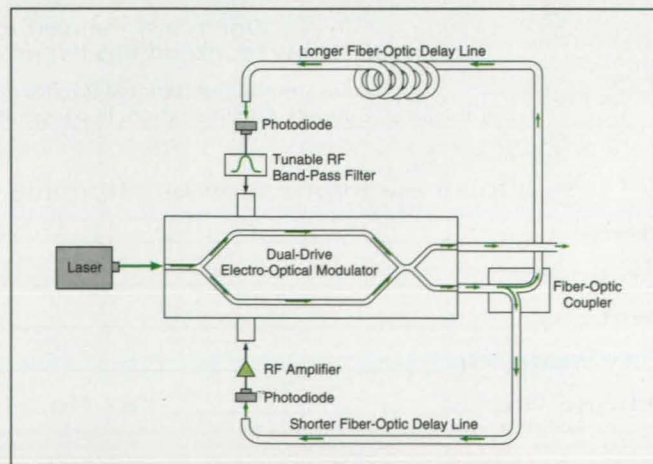 Longer Fiber-Optic Delay Line
Photodiode
Tunable RF
Band-Pass Filter
Laser
Dual-Drive
Electro-Optical Modulator
Fiber-Optic
Coupler
RF Amplifier
Photodiode
Shorter Fiber-Optic Delay Line